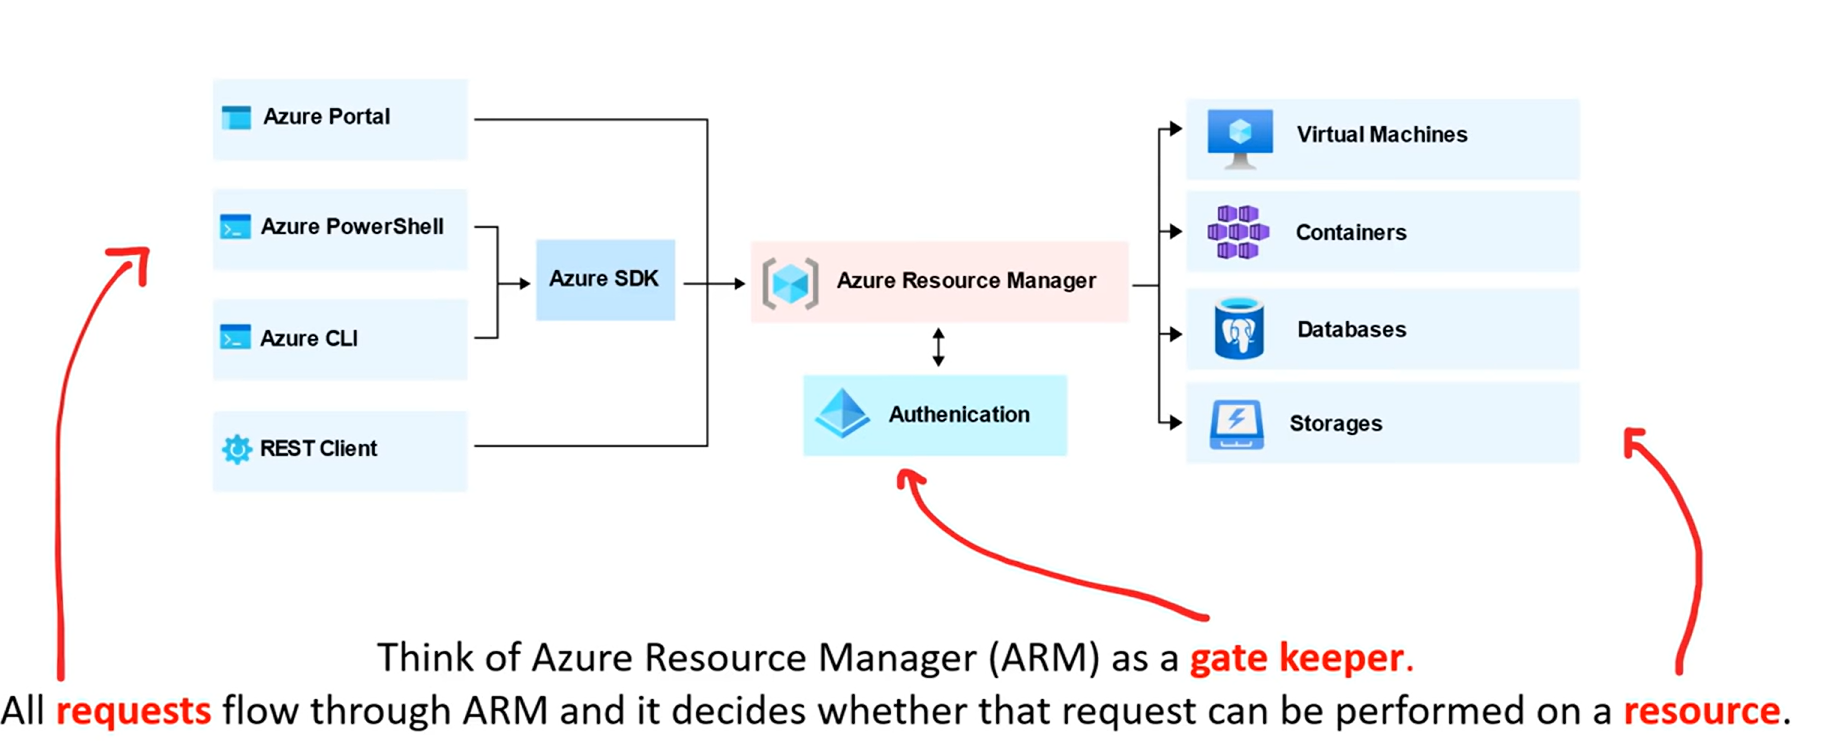 Azure Portal
Azure PowerShell
Azure CLI
REST Client
Azure SDK
Azure Resource Manager
Authenication
Virtual Machines
Containers
Databases
Storages
Think of Azure Resource Manager (ARM) as a gate keeper.
All requests flow through ARM and it decides whether that request can be performed on a resource.